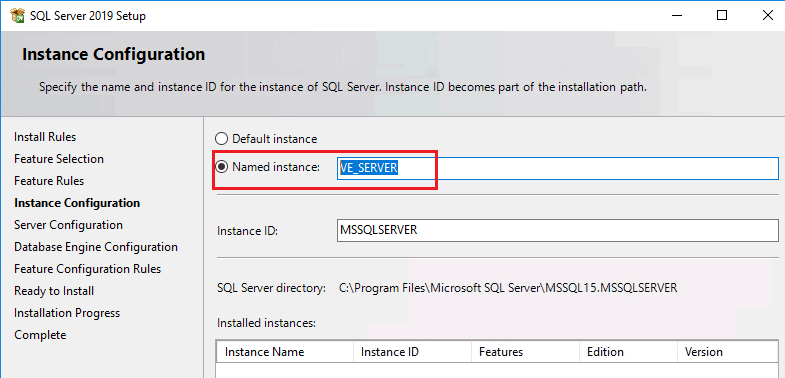 SQL Server 2019 Setup
Instance Configuration
Specify the name and instance ID for the instance of SQL Server. Instance ID becomes part of the installation path.
Install Rules
Feature Selection
Feature Rules
Instance Configuration
Server Configuration
Database Engine Configuration
Feature Configuration Rules
Ready to Install
Installation Progress
Complete
Default instance
Named instance: VE_SERVER
Instance ID: MSSQLSERVER
SQL Server directory: C:\Program Files\Microsoft SQL Server\MSSQL15.MSSQLSERVER
Installed instances:
Instance Name Instance ID Features Edition Version